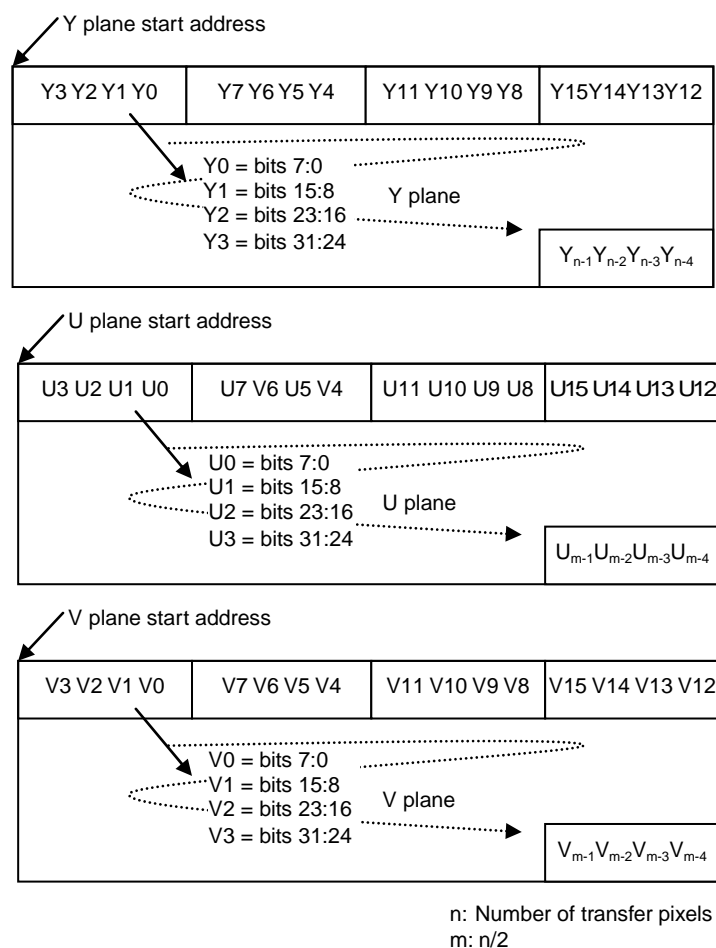 Y plane start address
Y3 Y2 Y1 Y0 Y7 Y6 Y5 Y4 Y11 Y10 Y9 Y8 Y15Y14Y13Y12
Y0 = bits 7:0
Y1 = bits 15:8
Y2 = bits 23:16
Y3 = bits 31:24
Y plane
Yn-1Yn-2Yn-3Yn-4
U plane start address
U3 U2 U1 U0 U7 V6 U5 V4 U11 U10 U9 U8 U15 U14 U13 U12
U0 = bits 7:0
U1 = bits 15:8
U2 = bits 23:16
U3 = bits 31:24
U plane
Um-1Um-2Um-3Um-4
V plane start address
V3 V2 V1 V0 V7 V6 V5 V4 V11 V10 V9 V8 V15 V14 V13 V12
V0 = bits 7:0
V1 = bits 15:8
V2 = bits 23:16
V3 = bits 31:24
V plane
Vm-1Vm-2Vm-3Vm-4
n: Number of transfer pixels
m: n/2